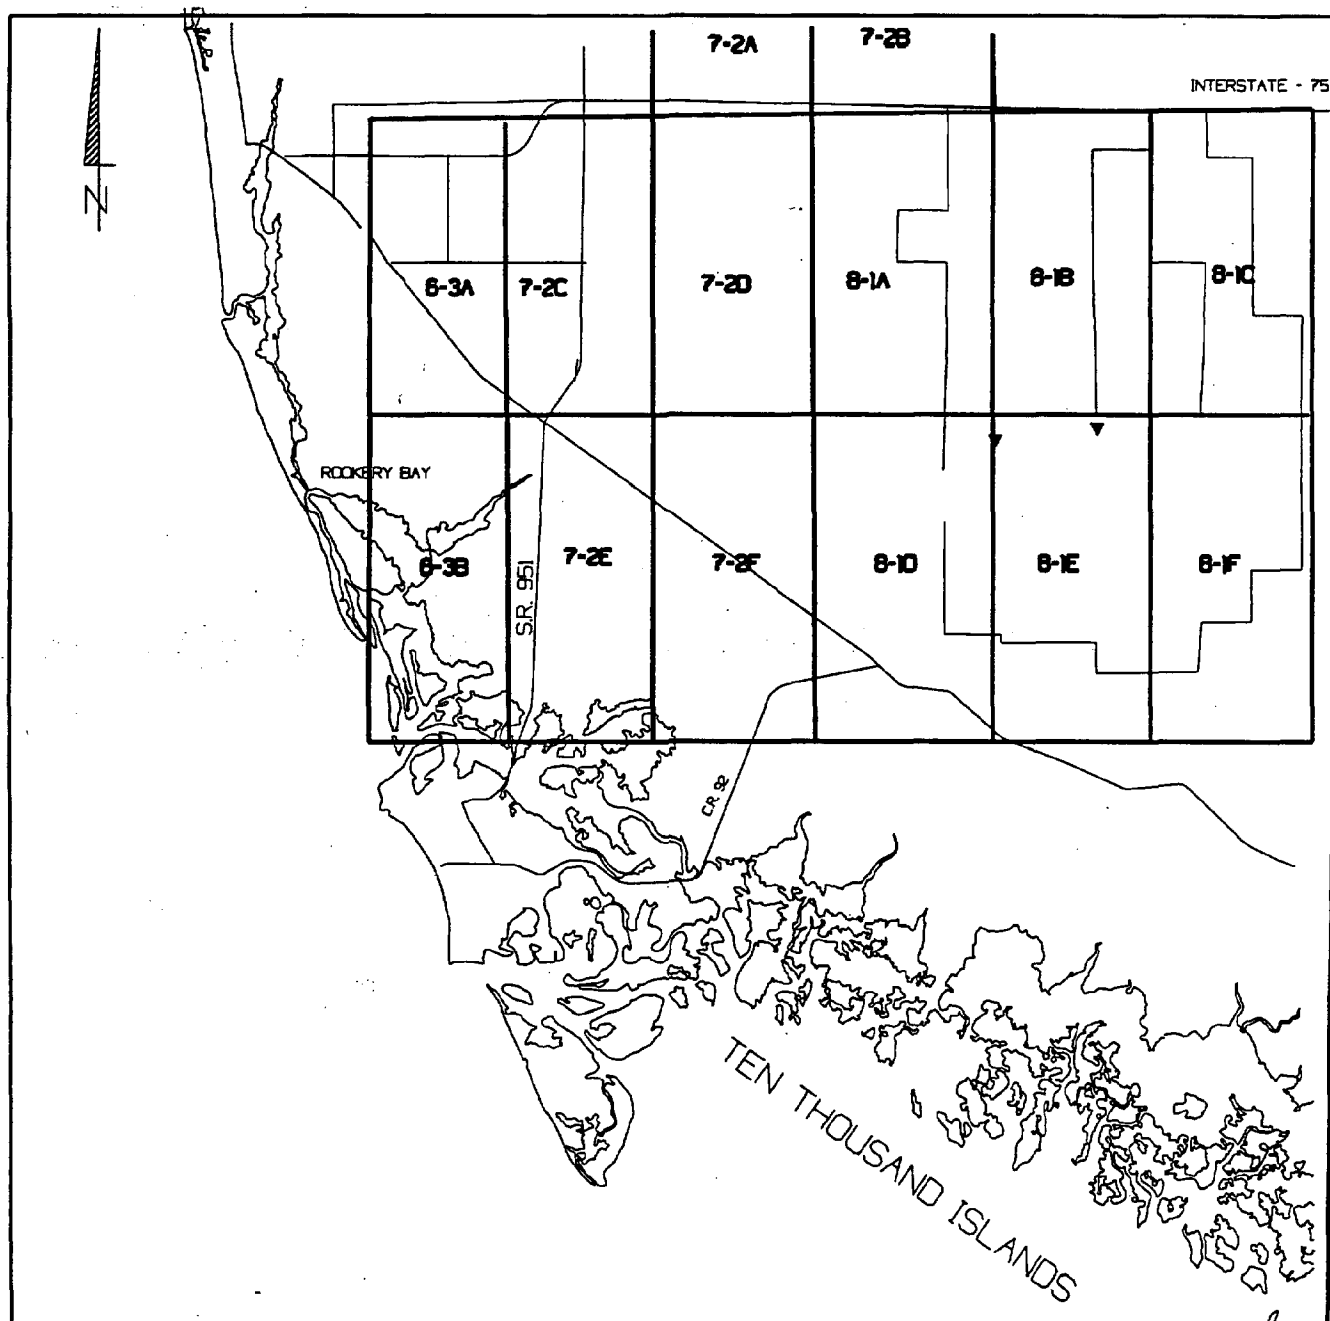 7-2A
7-2B
INTERSTATE - 75
N
6-3A
7-2C
7-2D
8-1A
8-1B
8-1C
ROOKERY BAY
6-3B
7-2E
7-2F
8-1D
8-1E
8-1F
S.R. 951
C.R. 92
TEN THOUSAND ISLANDS